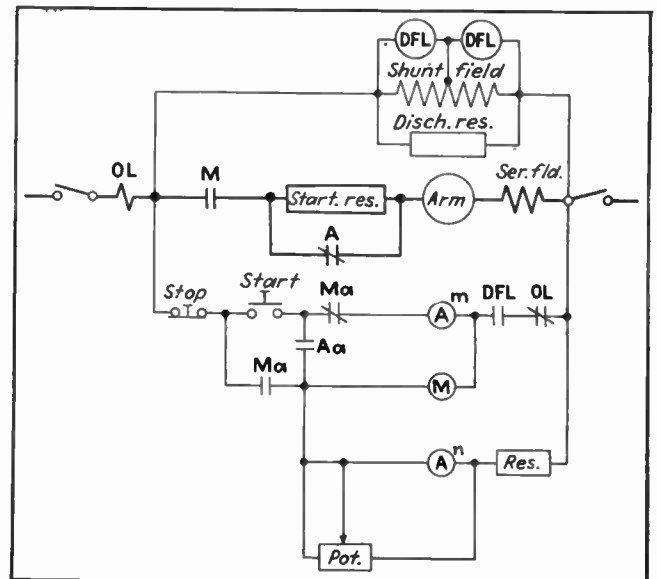 DFL DFL
Shunt field
Disch. res.
OL
M
Start. res.
Arm
Ser. fld.
A
Stop
Start
Ma
A m
DFL
OL
Aa
Ma
M
A n
Res.
Pot.